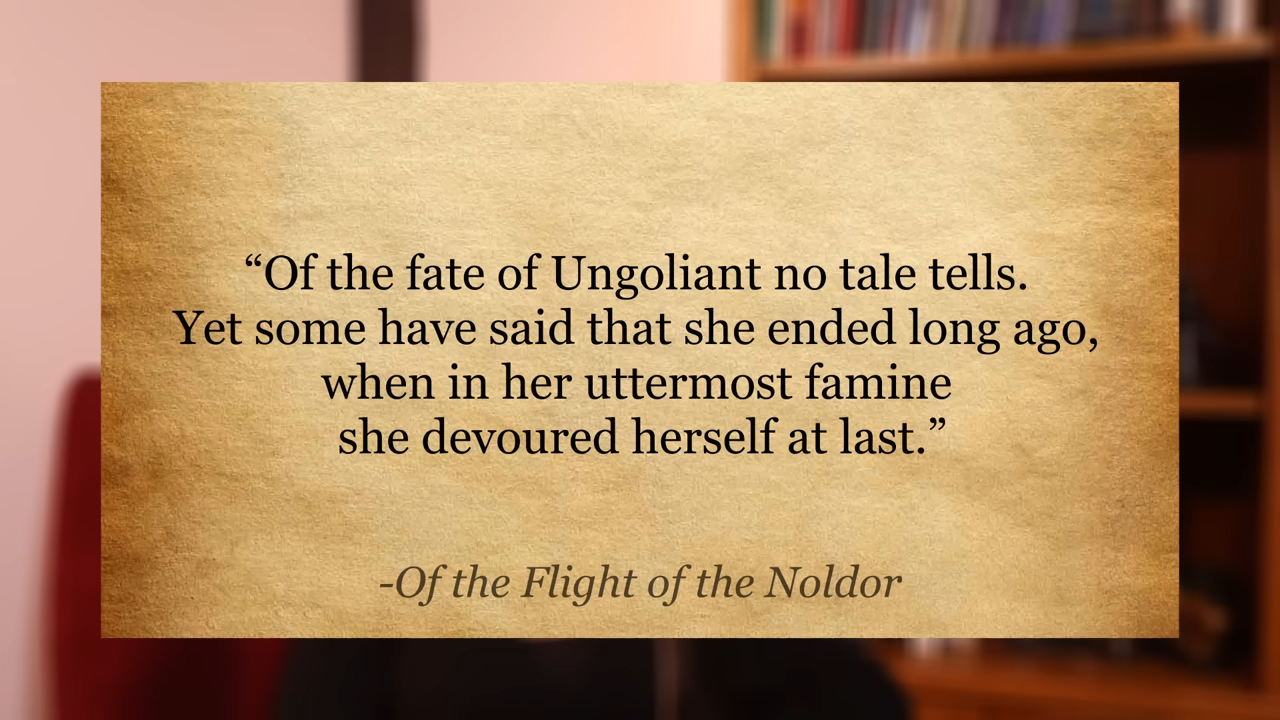 “Of the fate of Ungoliant no tale tells.
Yet some have said that she ended long ago,
when in her uttermost famine
she devoured herself at last.”
-Of the Flight of the Noldor